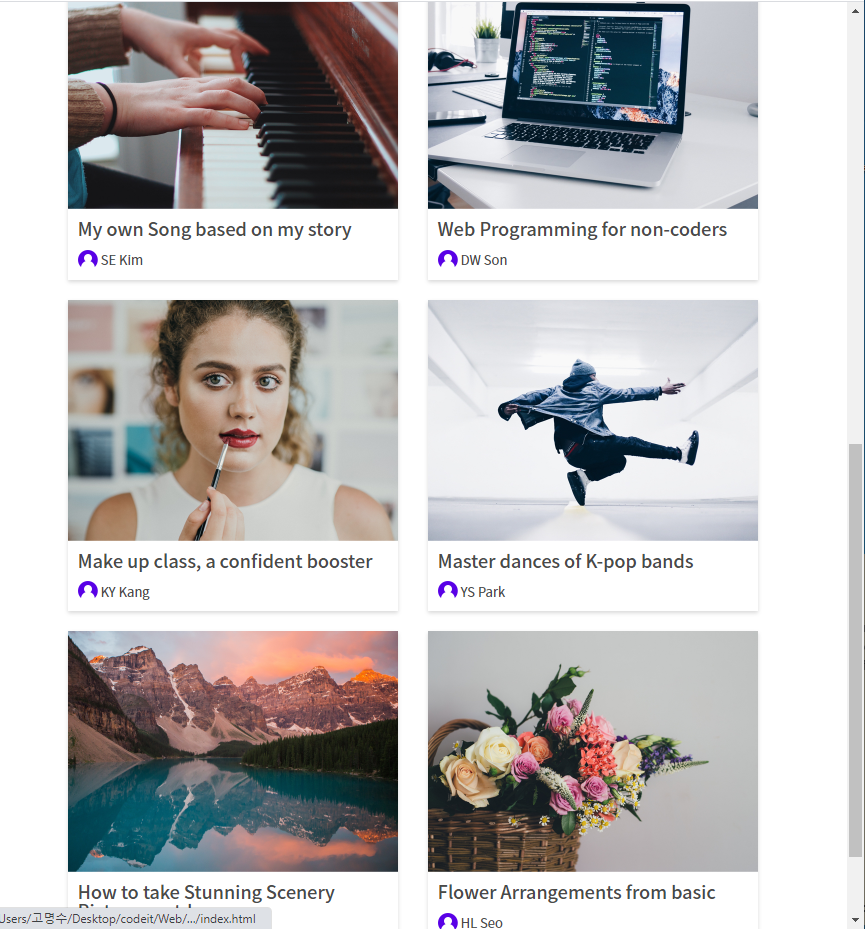 My own Song based on my story
SE Kim
Web Programming for non-coders
DW Son
Make up class, a confident booster
KY Kang
Master dances of K-pop bands
YS Park
How to take Stunning Scenery
Flower Arrangements from basic
HL Seo
Users/고명수/Desktop/codeit/Web/.../index.html